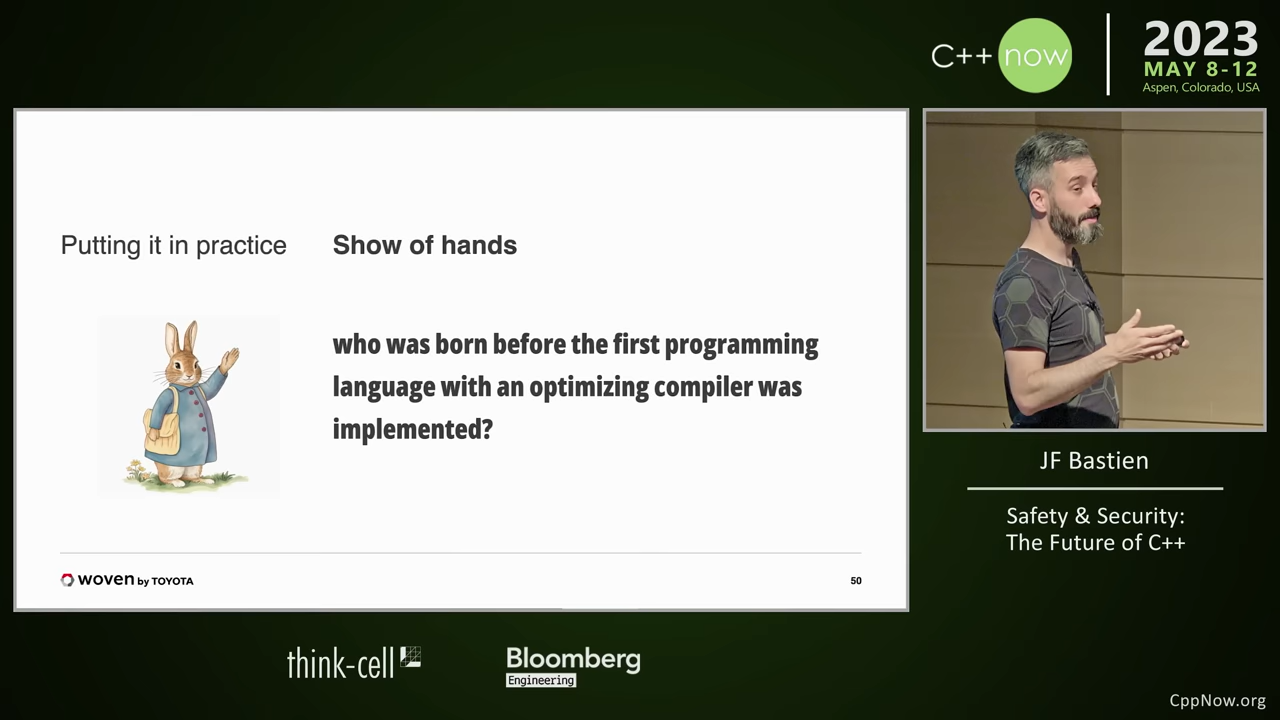 C++ now
2023
MAY 8-12
Aspen, Colorado, USA
Putting it in practice
Show of hands
who was born before the first programming
language with an optimizing compiler was
implemented?
woven by TOYOTA
50
JF Bastien
Safety & Security:
The Future of C++
think-cell
Bloomberg
Engineering
CppNow.org